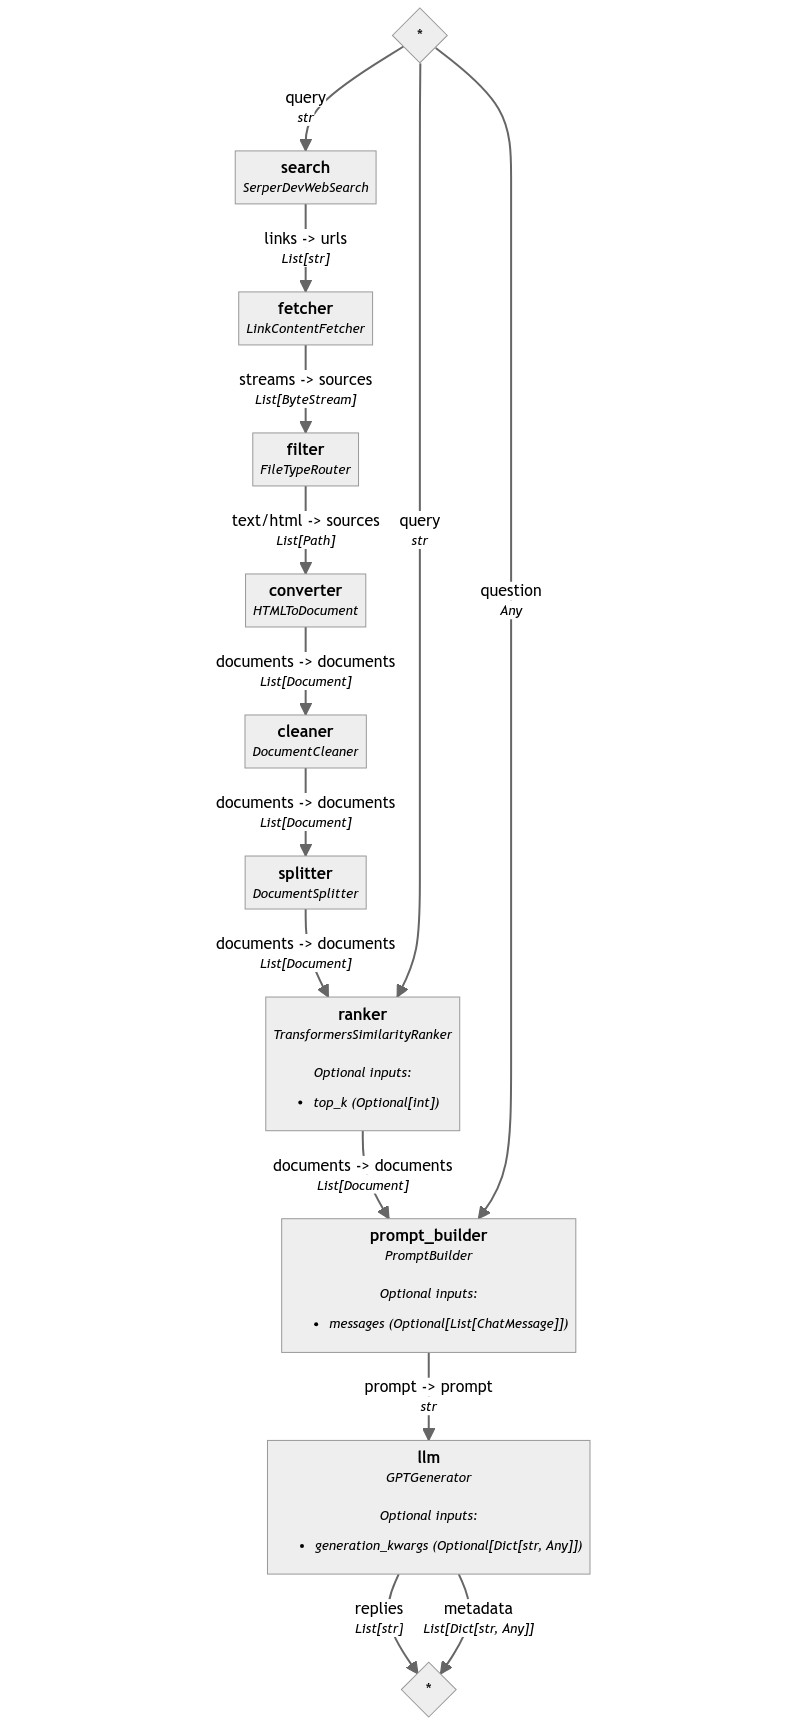 *
query
str
search
SerperDevWebSearch
links -> urls
List[str]
fetcher
LinkContentFetcher
streams -> sources
List[ByteStream]
filter
FileTypeRouter
text/html -> sources
List[Path]
query
str
converter
HTMLToDocument
question
Any
documents -> documents
List[Document]
cleaner
DocumentCleaner
documents -> documents
List[Document]
splitter
DocumentSplitter
documents -> documents
List[Document]
ranker
TransformersSimilarityRanker
Optional inputs:
• top_k (Optional[int])
documents -> documents
List[Document]
prompt_builder
PromptBuilder
Optional inputs:
• messages (Optional[List[ChatMessage]])
prompt -> prompt
str
llm
GPTGenerator
Optional inputs:
• generation_kwargs (Optional[Dict[str, Any]])
replies
List[str]
metadata
List[Dict[str, Any]]
*